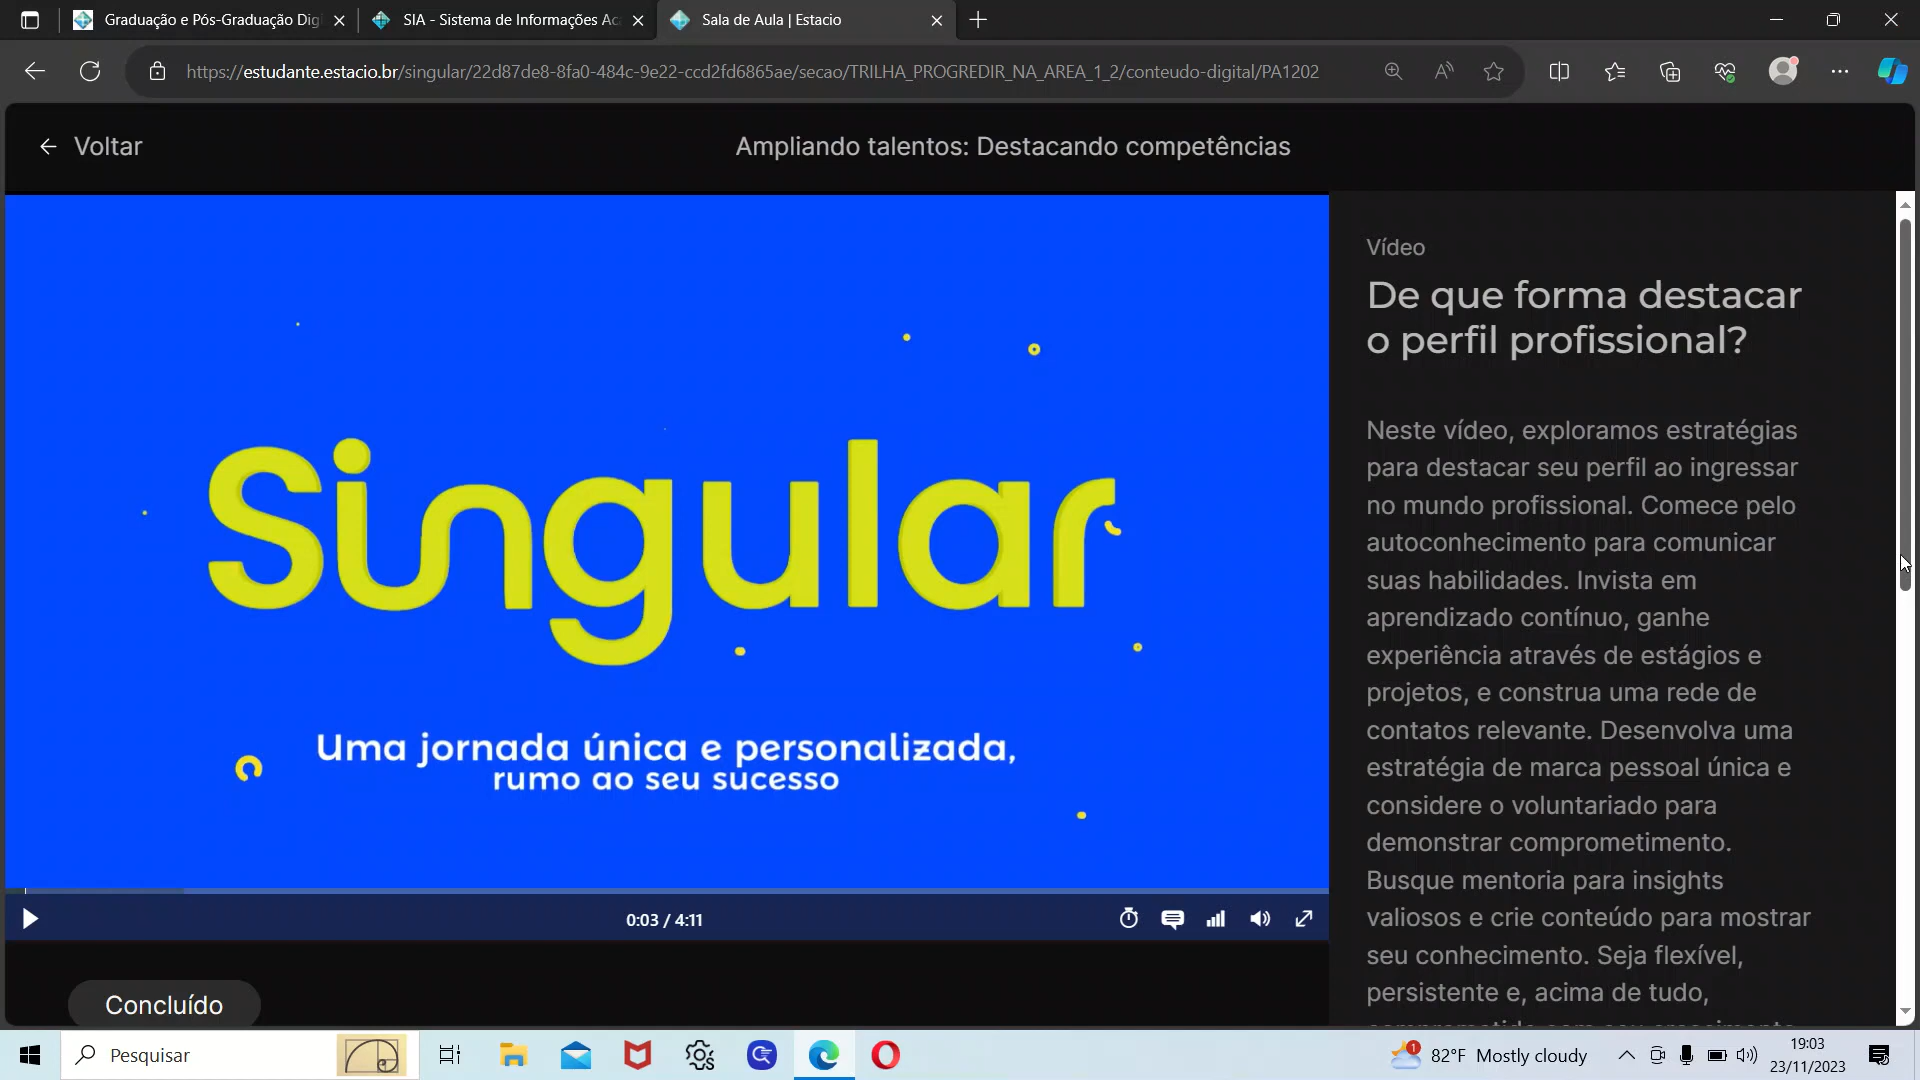 Graduação e Pós-Graduação Dig
SIA - Sistema de Informações Aca
Sala de Aula | Estacio
https://estudante.estacio.br/singular/22d87de8-8fa0-484c-9e22-ccd2fd6865ae/secao/TRILHA_PROGREDIR_NA_AREA_1_2/conteudo-digital/PA1202
Voltar
Ampliando talentos: Destacando competências
Singular
Uma jornada única e personalizada,
rumo ao seu sucesso
0:03 / 4:11
Concluído
Vídeo
De que forma destacar
o perfil profissional?
Neste vídeo, exploramos estratégias
para destacar seu perfil ao ingressar
no mundo profissional. Comece pelo
autoconhecimento para comunicar
suas habilidades. Invista em
aprendizado contínuo, ganhe
experiência através de estágios e
projetos, e construa uma rede de
contatos relevante. Desenvolva uma
estratégia de marca pessoal única e
considere o voluntariado para
demonstrar comprometimento.
Busque mentoria para insights
valiosos e crie conteúdo para mostrar
seu conhecimento. Seja flexível,
persistente e, acima de tudo,
Pesquisar
1
82°F Mostly cloudy
19:03
23/11/2023